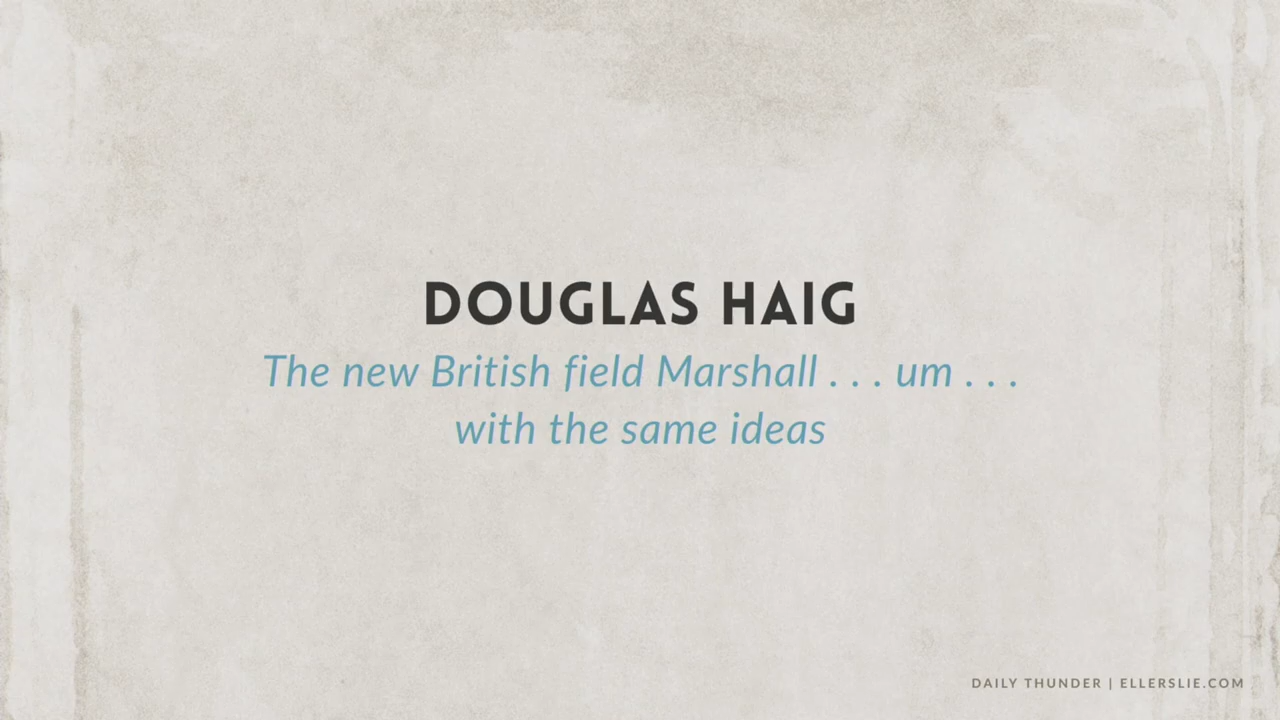 DOUGLAS HAIG
The new British field Marshall . . . um . . .
with the same ideas
DAILY THUNDER | ELLERSLIE.COM